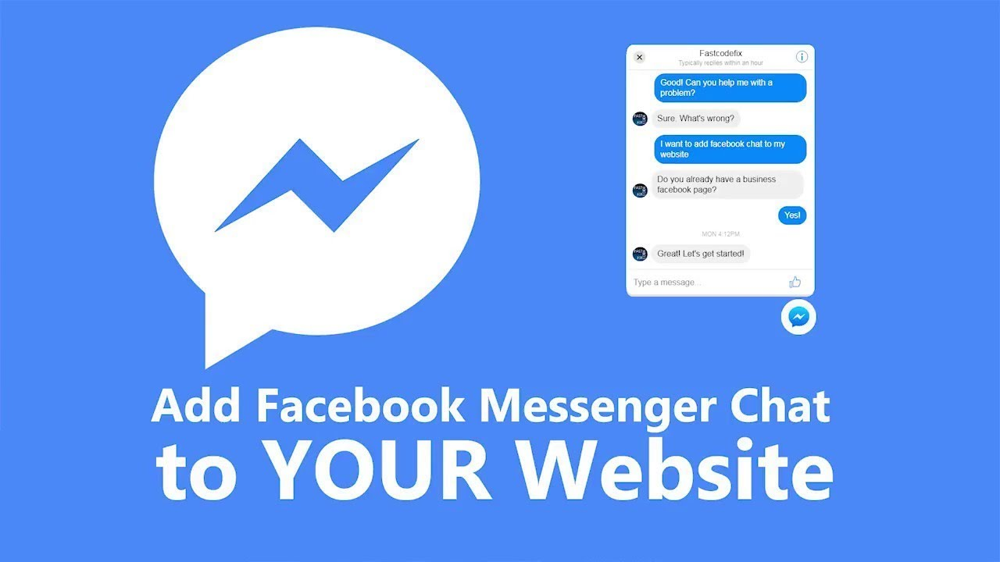 Fastcodefix
Typically replies within an hour
Good! Can you help me with a
problem?
Sure. What's wrong?
I want to add facebook chat to my
website
Do you already have a business
facebook page?
Yes!
MON 4:12PM
Great! Let's get started!
Type a message...
Add Facebook Messenger Chat
to YOUR Website